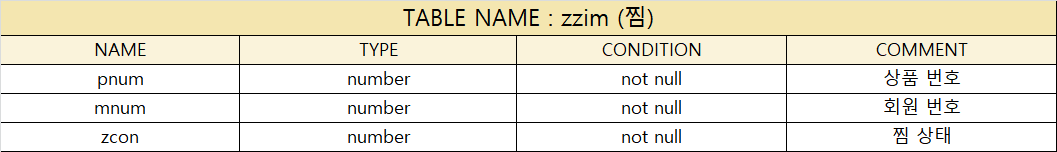 TABLE NAME : zzim (찜)
NAME TYPE CONDITION COMMENT
pnum number not null 상품 번호
mnum number not null 회원 번호
zcon number not null 찜 상태